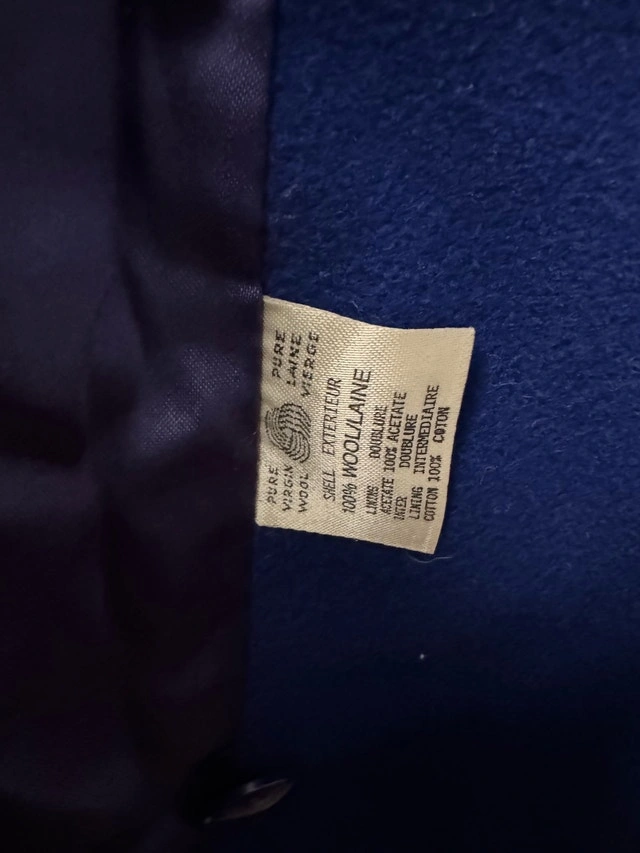 PURE
VIRGIN
WOOL
PURE
LAINE
VIERGE
SHELL EXTERIEUR
100% WOOL/LAINE
LINING DOUBLURE
ACETATE 100% ACETATE
INTER DOUBLURE
LINING INTERMEDIAIRE
COTTON 100% COTON